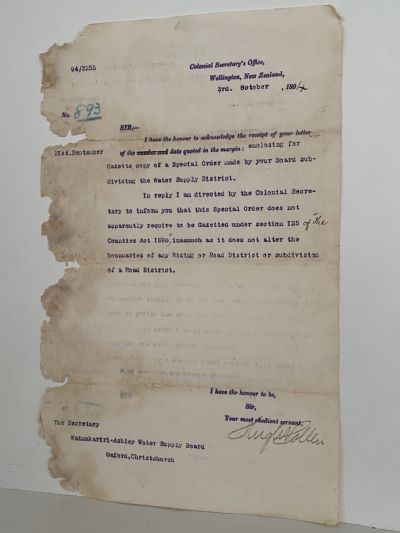 94/3253
Colonial Secretary's Office,
Wellington, New Zealand,
3rd. October, 1894
No. 893
SIR,—
I have the honour to acknowledge the receipt of your letter
21st. September of the number and date quoted in the margin: enclosing for
Gazette copy of a Special Order made by your Board sub-
dividing the Water Supply District.
In reply I am directed by the Colonial Secre-
tary to inform you that this Special Order does not
apparently require to be Gazetted under section 125 of "the
Counties Act 1886", inasmuch as it does not alter the
boundaries of any Riding or Road District or subdivision
of a Road District.
I have the honour to be,
Sir,
Your most obedient servant,
The Secretary
Waimakariri-Ashley Water Supply Board
Oxford, Christchurch